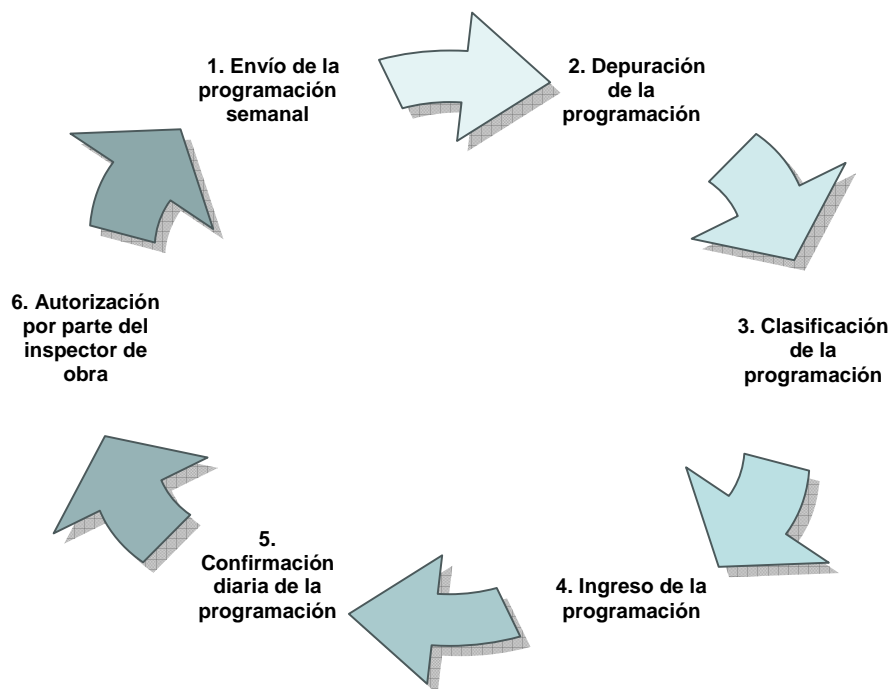 1. Envío de la
programación
semanal
2. Depuración
de la
programación
3. Clasificación
de la
programación
4. Ingreso de la
programación
5.
Confirmación
diaria de la
programación
6. Autorización
por parte del
inspector de
obra